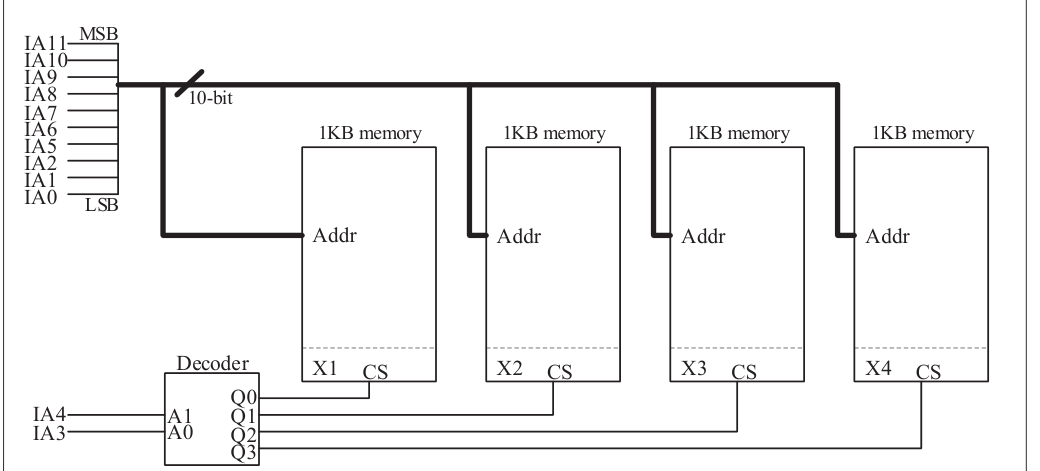 MSB
IA11
IA10
IA9
IA8
IA7
IA6
IA5
IA2
IA1
IA0
LSB
10-bit
1KB memory
1KB memory
1KB memory
1KB memory
Addr
Addr
Addr
Addr
X1 CS
X2 CS
X3 CS
X4 CS
Decoder
IA4
IA3
A1
A0
Q0
Q1
Q2
Q3